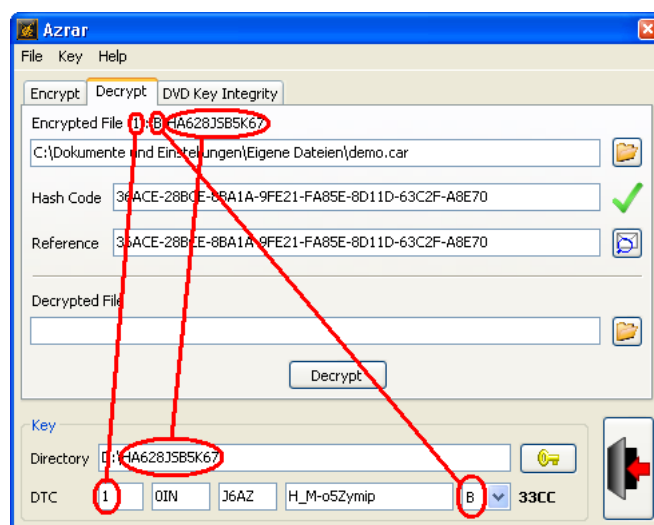 Azrar
File Key Help
Encrypt Decrypt DVD Key Integrity
Encrypted File (1) : B:HA628JSB5K67
C:\Dokumente und Einstellungen\Eigene Dateien\demo.car
Hash Code 36ACE-28BCE-8BA1A-9FE21-FA85E-8D11D-63C2F-A8E70
Reference 36ACE-28BCE-8BA1A-9FE21-FA85E-8D11D-63C2F-A8E70
Decrypted File
Decrypt
Key
Directory D:\HA628JSB5K67
DTC 1 0IN J6AZ H_M-o5Zymip B 33CC